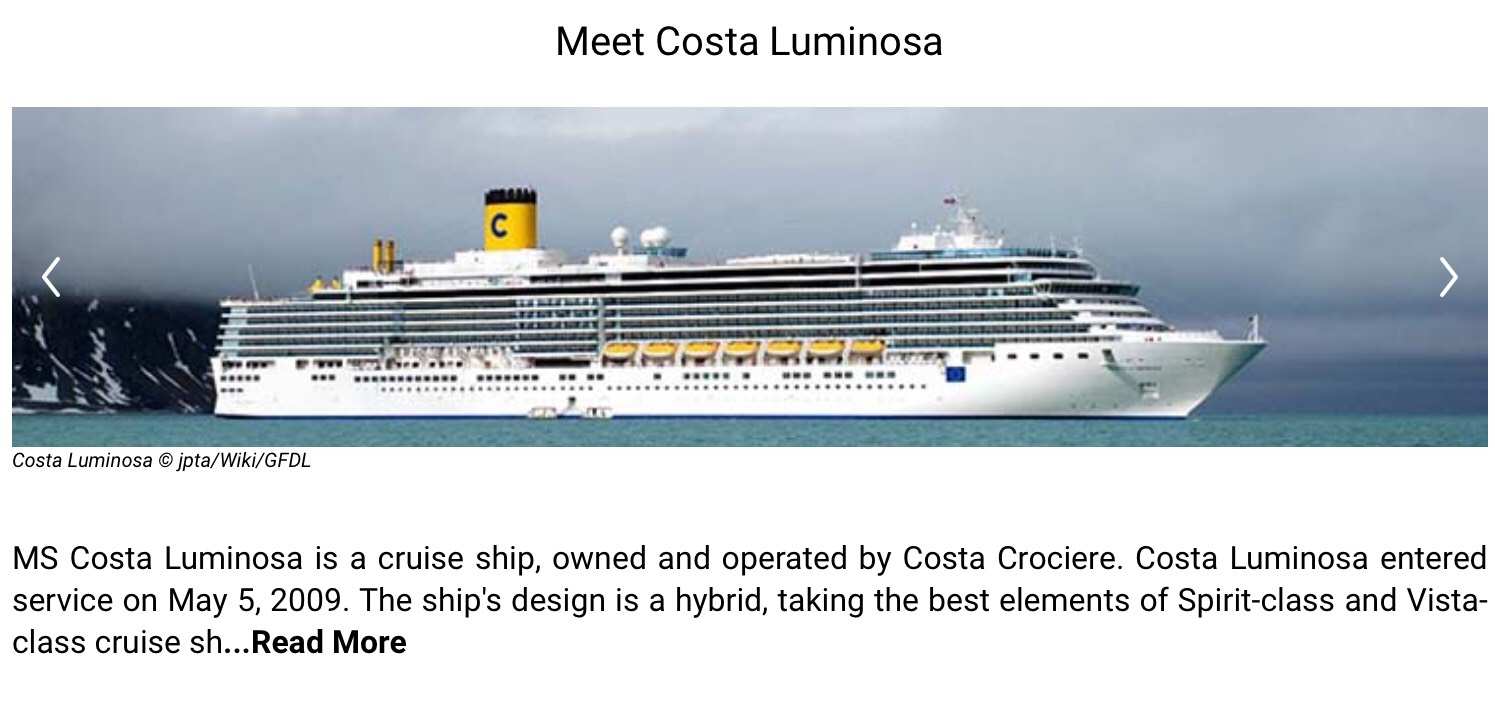 Meet Costa Luminosa
C
Costa Luminosa © jpta/Wiki/GFDL
MS Costa Luminosa is a cruise ship, owned and operated by Costa Crociere. Costa Luminosa entered
service on May 5, 2009. The ship's design is a hybrid, taking the best elements of Spirit-class and Vista-
class cruise sh...Read More